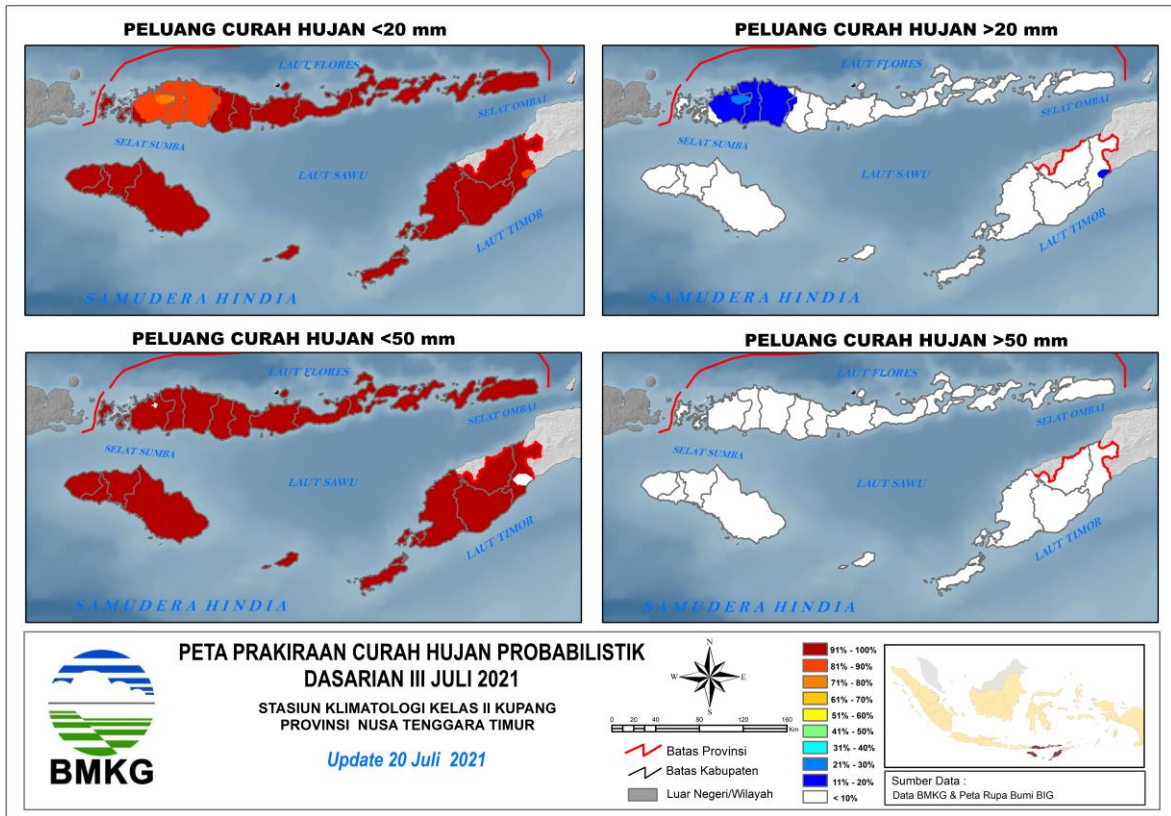 PELUANG CURAH HUJAN <20 mm
LAUT FLORES
SELAT OMBAI
SELAT SUMBA
LAUT SAWU
LAUT TIMOR
SAMUDERA HINDIA
PELUANG CURAH HUJAN >20 mm
LAUT FLORES
SELAT OMBAI
SELAT SUMBA
LAUT SAWU
LAUT TIMOR
SAMUDERA HINDIA
PELUANG CURAH HUJAN <50 mm
LAUT FLORES
SELAT OMBAI
SELAT SUMBA
LAUT SAWU
LAUT TIMOR
SAMUDERA HINDIA
PELUANG CURAH HUJAN >50 mm
LAUT FLORES
SELAT OMBAI
SELAT SUMBA
LAUT SAWU
LAUT TIMOR
SAMUDERA HINDIA
BMKG
PETA PRAKIRAAN CURAH HUJAN PROBABILISTIK
DASARIAN III JULI 2021
STASIUN KLIMATOLOGI KELAS II KUPANG
PROVINSI NUSA TENGGARA TIMUR
Update 20 Juli 2021
N
W E
S
0 20 40 80 120 160
Km
Batas Provinsi
Batas Kabupaten
Luar Negeri/Wilayah
91% - 100%
81% - 90%
71% - 80%
61% - 70%
51% - 60%
41% - 50%
31% - 40%
21% - 30%
11% - 20%
< 10%
Sumber Data :
Data BMKG & Peta Rupa Bumi BIG